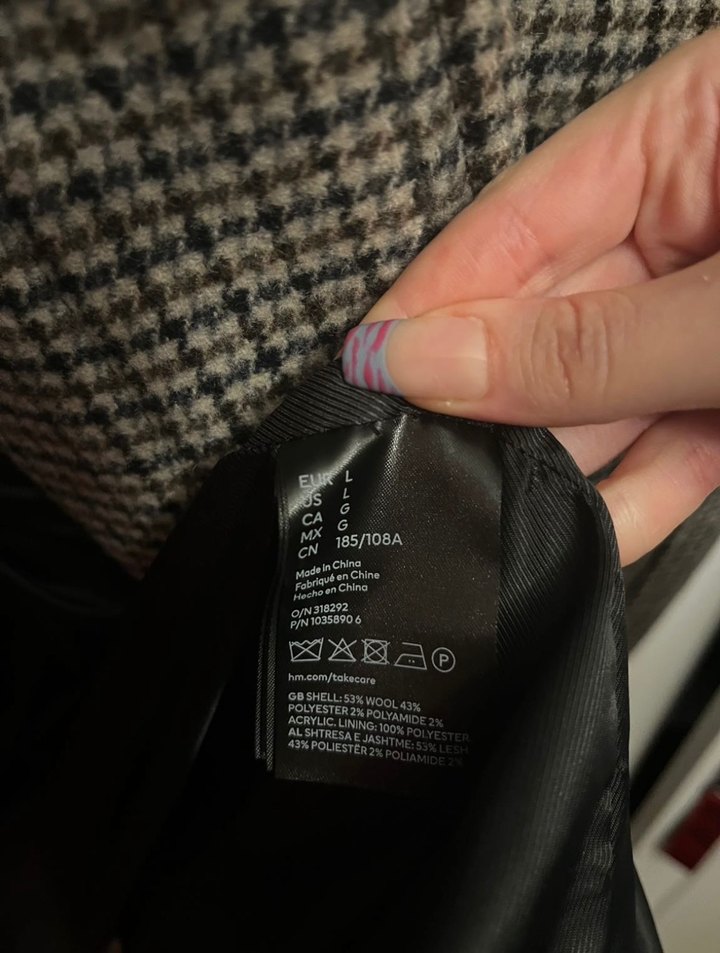 EUR L
US L
CA G
MX G
CN 185/108A
Made in China
Fabriqué en Chine
Hecho en China
O/N 318292
P/N 1035890 6
P
hm.com/takecare
GB SHELL: 53% WOOL 43%
POLYESTER 2% POLYAMIDE 2%
ACRYLIC. LINING: 100% POLYESTER
AL SHTRESA E JASHTME: 53% LESH
43% POLIESTËR 2% POLIAMIDE 2%